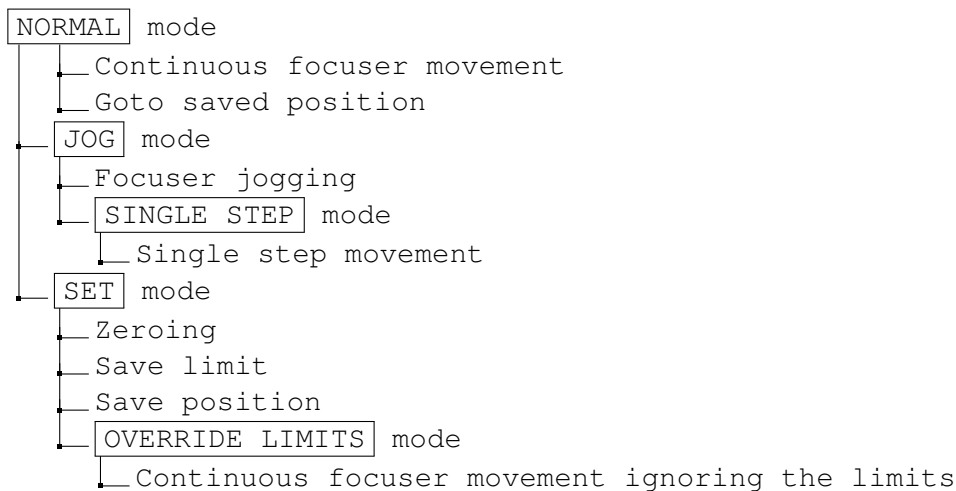 NORMAL mode
Continuous focuser movement
Goto saved position
JOG mode
Focuser jogging
SINGLE STEP mode
Single step movement
SET mode
Zeroing
Save limit
Save position
OVERRIDE LIMITS mode
Continuous focuser movement ignoring the limits